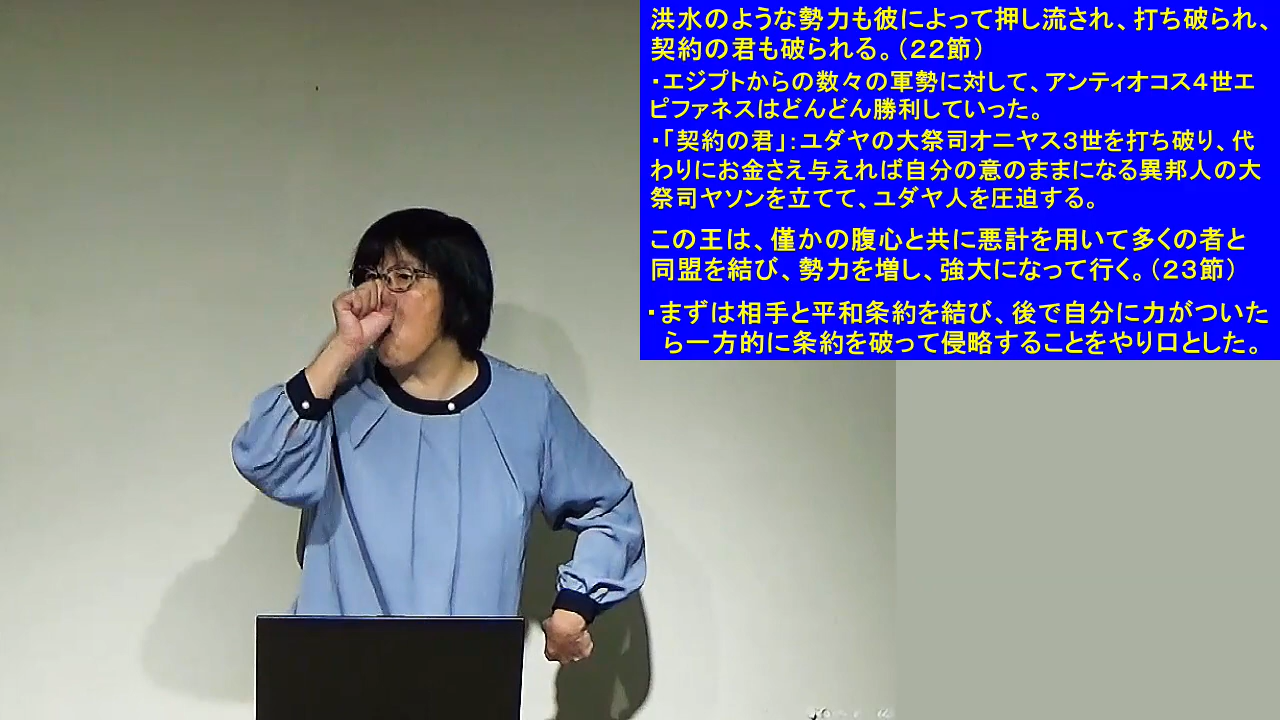 洪水のような勢力も彼によって押し流され、打ち破られ、
契約の君も破られる。（２２節）
・エジプトからの数々の軍勢に対して、アンティオコス４世エ
ピファネスはどんどん勝利していった。
・「契約の君」：ユダヤの大祭司オニヤス３世を打ち破り、代
わりにお金さえ与えれば自分の意のままになる異邦人の大
祭司ヤソンを立てて、ユダヤ人を圧迫する。
この王は、僅かの腹心と共に悪計を用いて多くの者と
同盟を結び、勢力を増し、強大になって行く。（２３節）
・まずは相手と平和条約を結び、後で自分に力がついた
ら一方的に条約を破って侵略することをやり口とした。